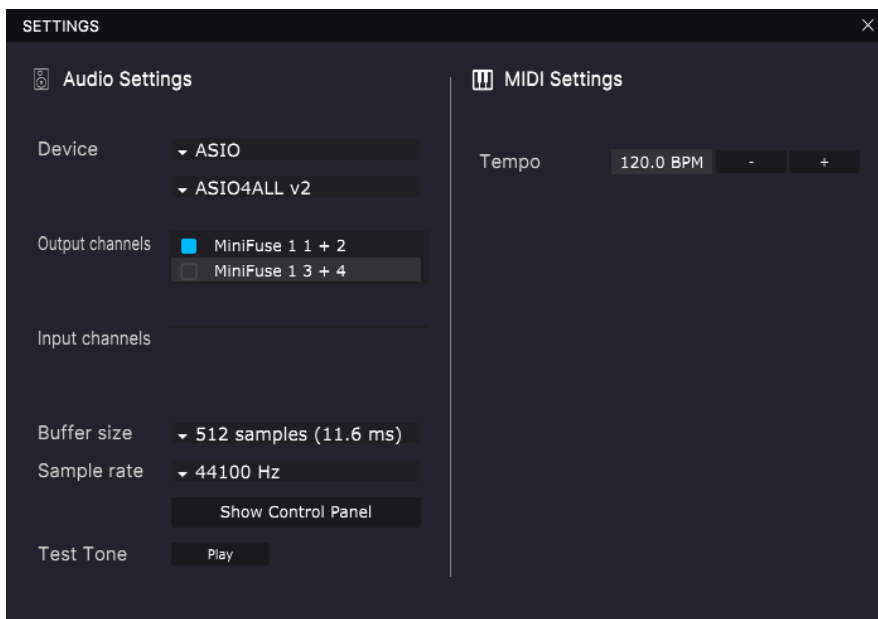 SETTINGS
Audio Settings
Device
ASIO
ASIO4ALL v2
Output channels
MiniFuse 1 1 + 2
MiniFuse 1 3 + 4
Input channels
Buffer size
512 samples (11.6 ms)
Sample rate
44100 Hz
Show Control Panel
Test Tone
Play
MIDI Settings
Tempo
120.0 BPM
-
+